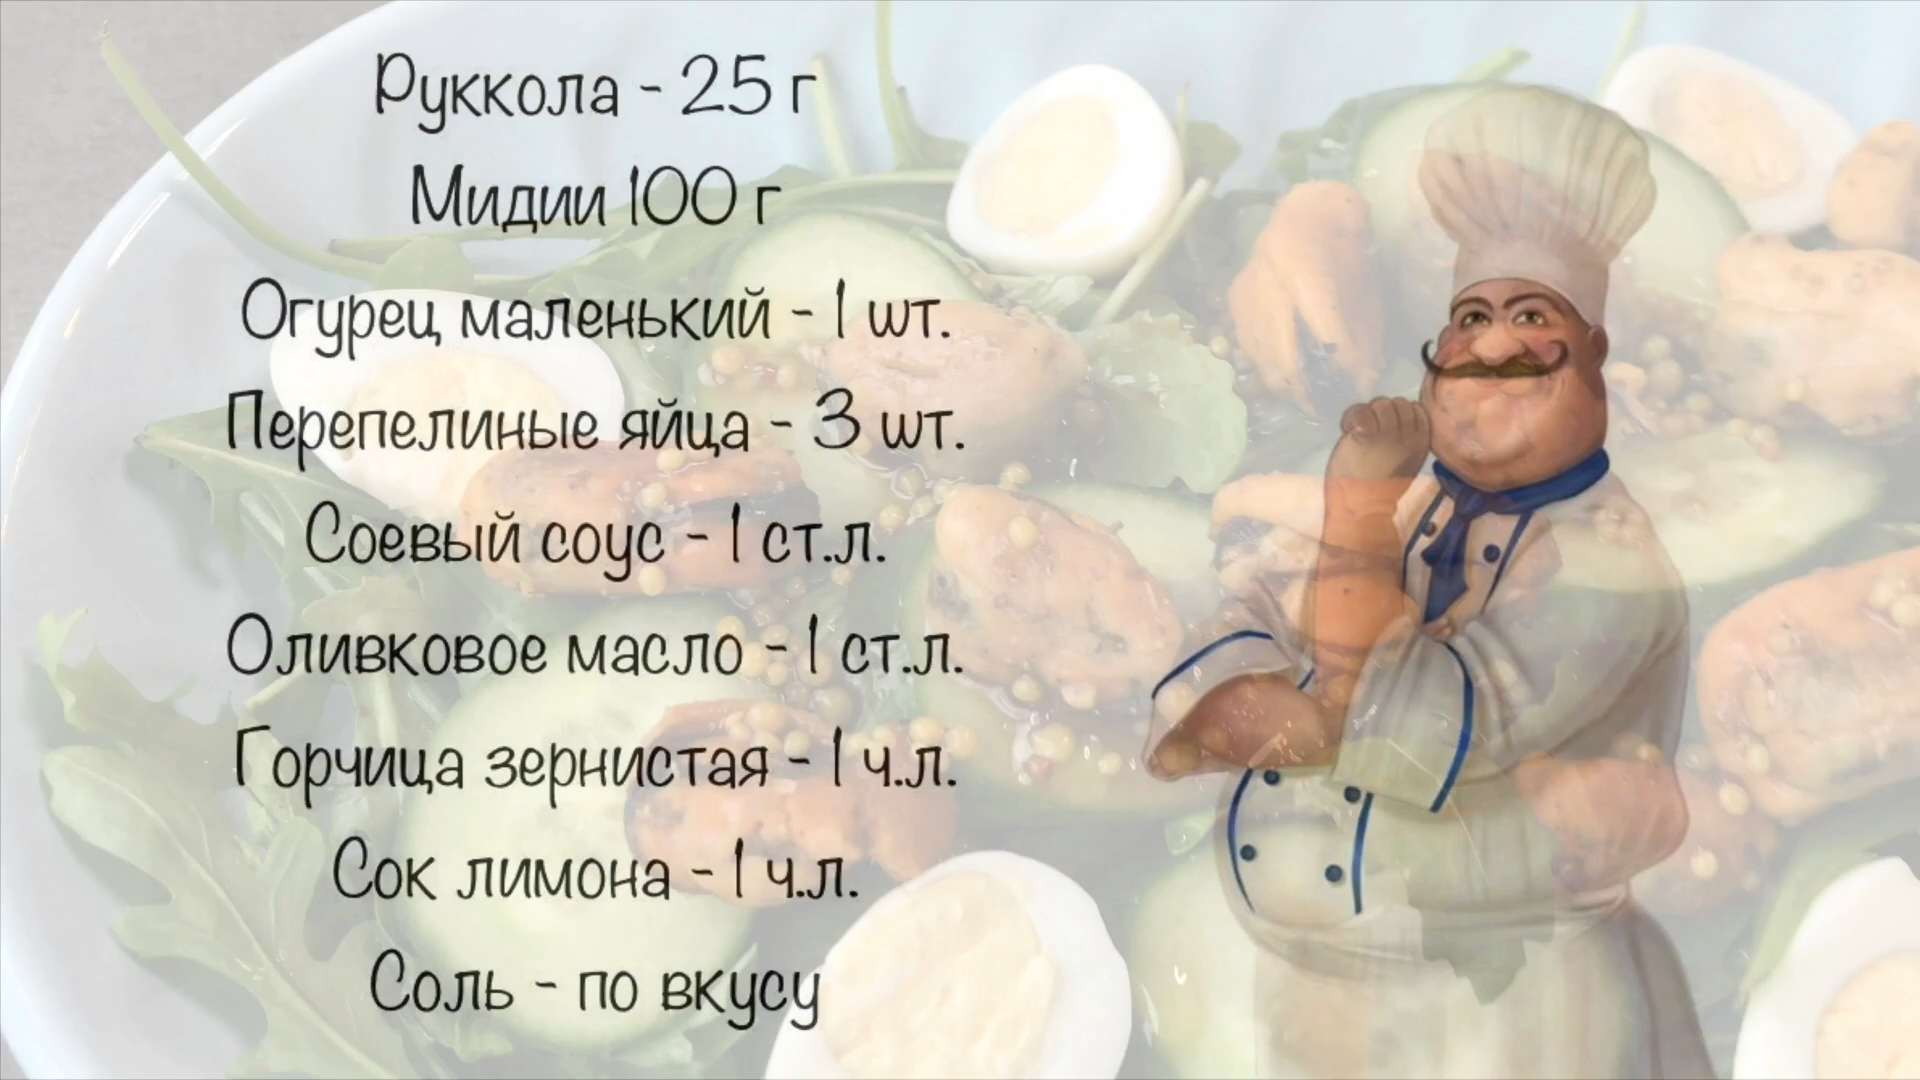 Руккола - 25 г
Мидии 100 г
Огурец маленький - 1 шт.
Перепелиные яйца - 3 шт.
Соевый соус - 1 ст.л.
Оливковое масло - 1 ст.л.
Горчица зернистая - 1 ч.л.
Сок лимона - 1 ч.л.
Соль - по вкусу